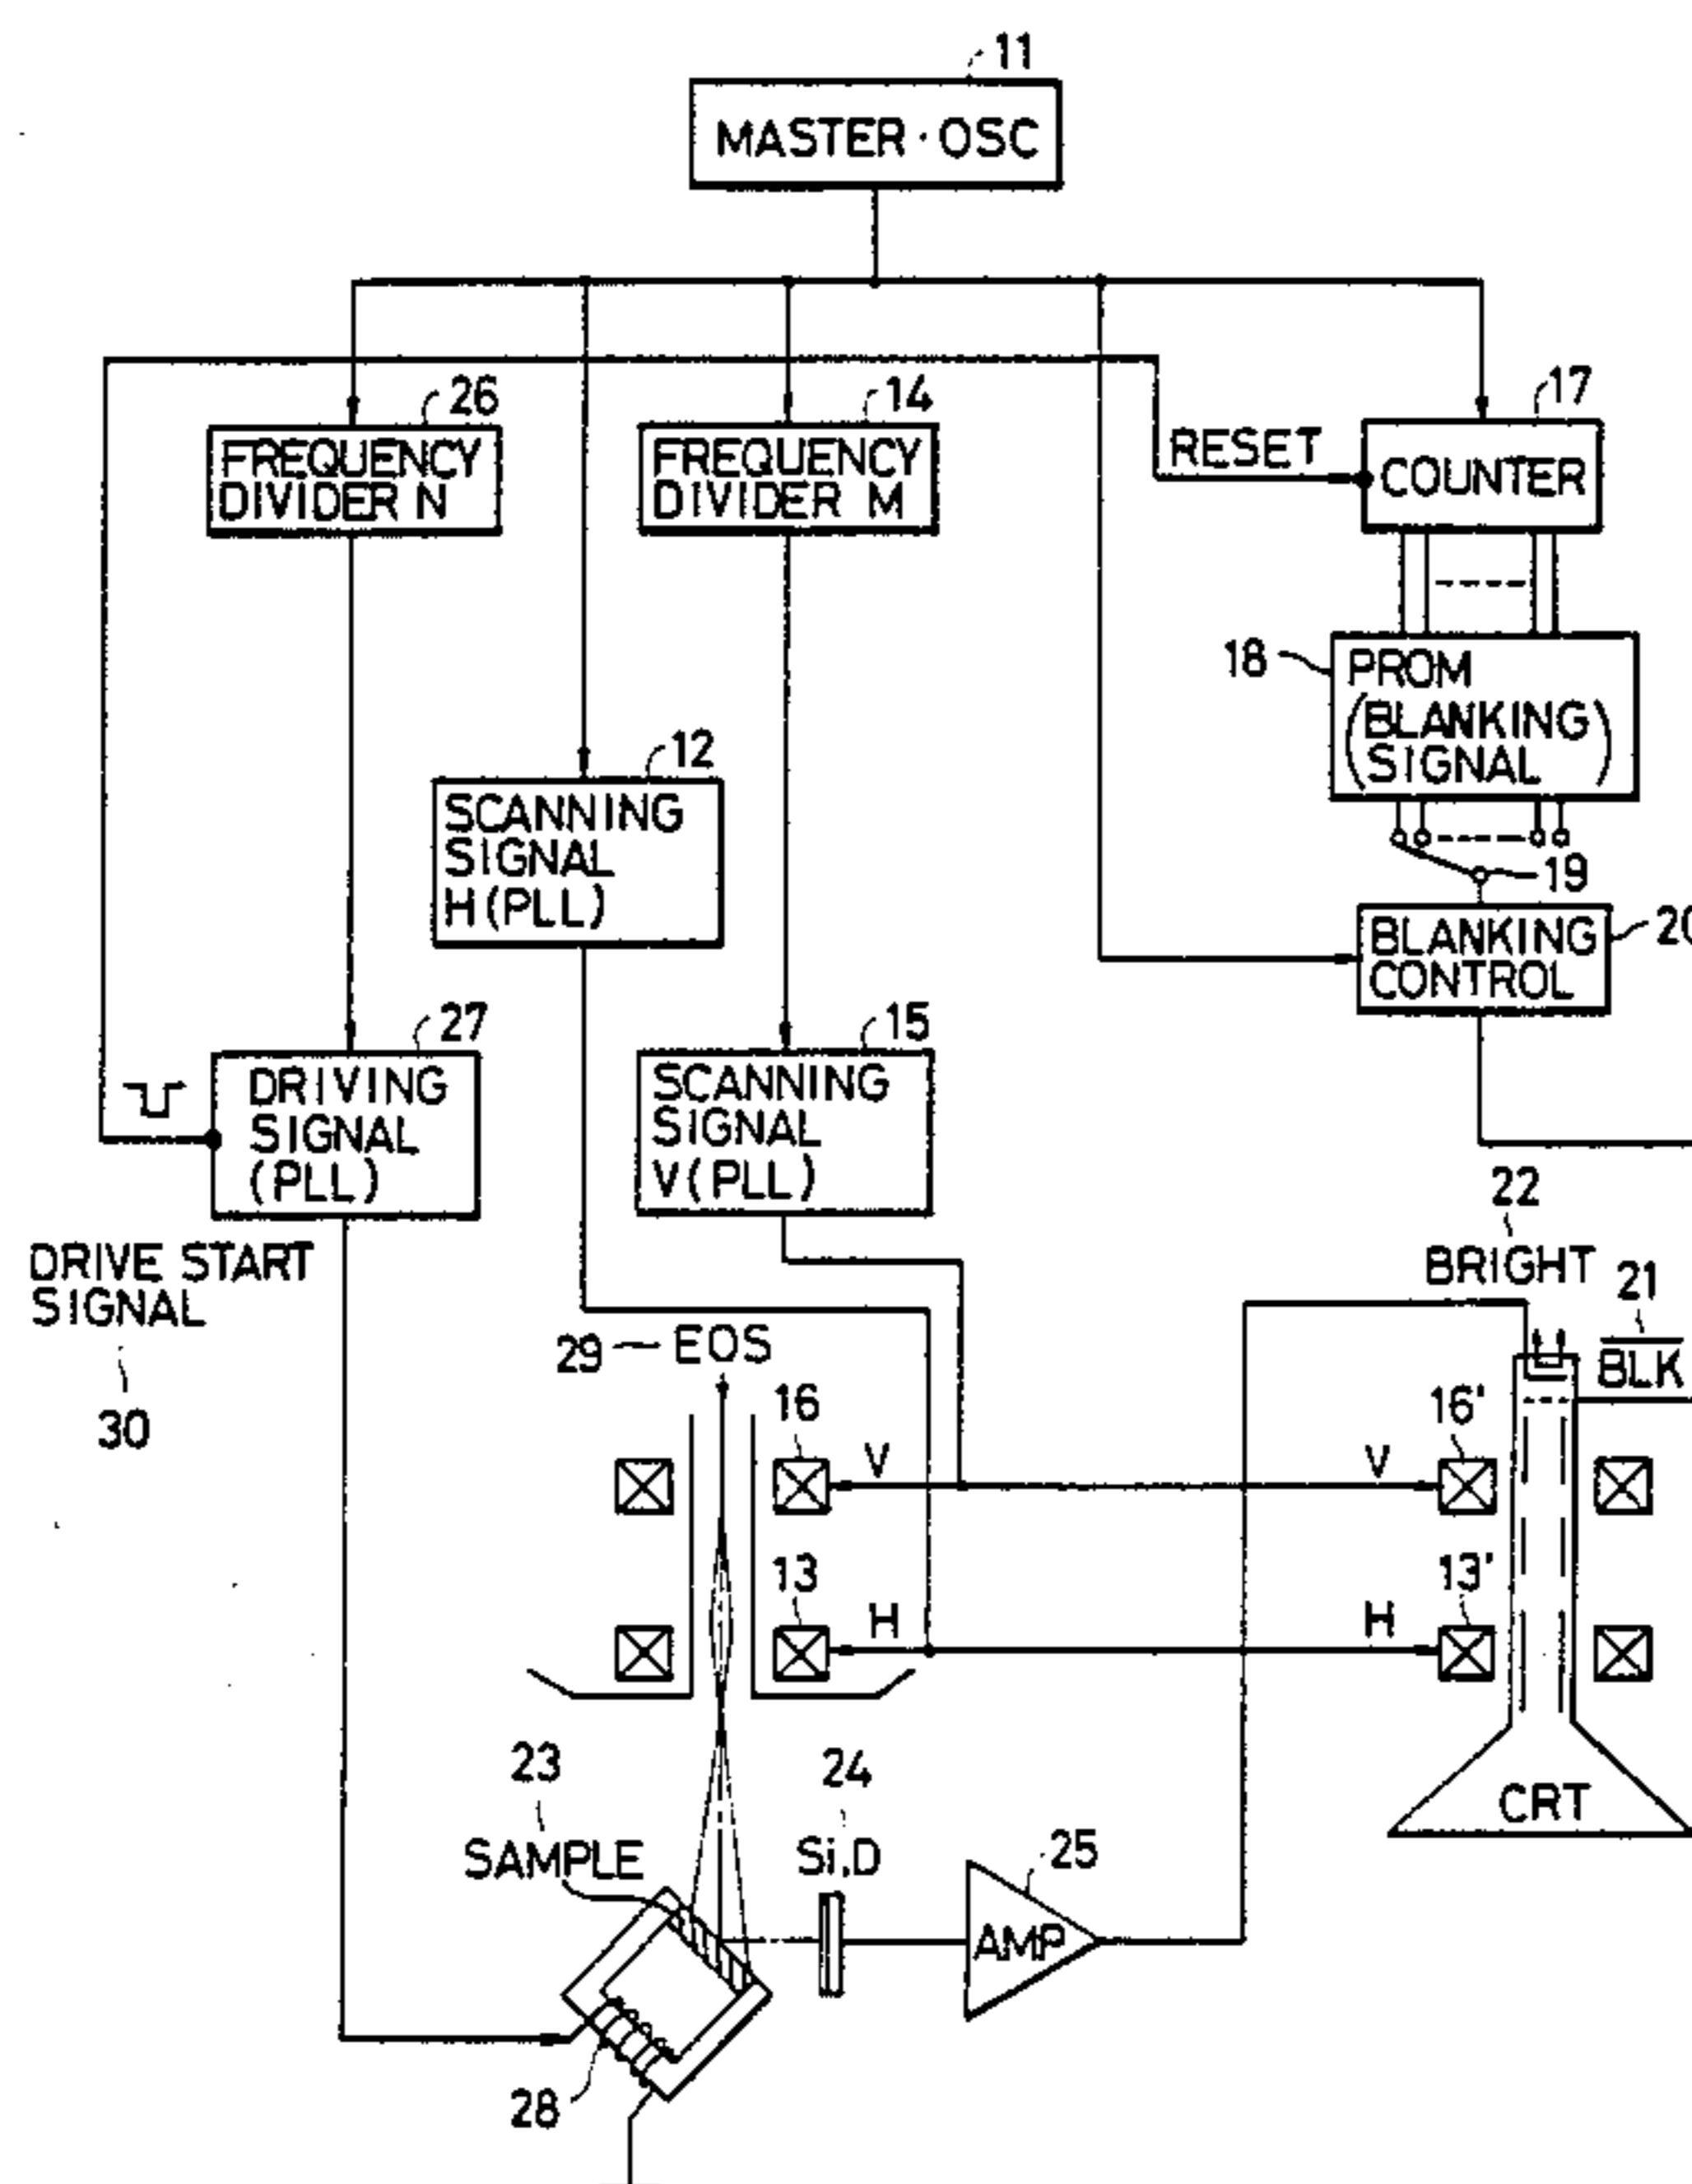 11
MASTER·OSC
26
FREQUENCY
DIVIDER N
14
FREQUENCY
DIVIDER M
RESET
17
COUNTER
18
PROM
(BLANKING
SIGNAL)
19
12
SCANNING
SIGNAL
H(PLL)
BLANKING
CONTROL
20
27
DRIVING
SIGNAL
(PLL)
15
SCANNING
SIGNAL
V(PLL)
DRIVE START
SIGNAL
30
22
BRIGHT
21
BLK
29
EOS
16
V
V
16'
13
H
H
13'
CRT
23
SAMPLE
24
Si.D
25
AMP
28